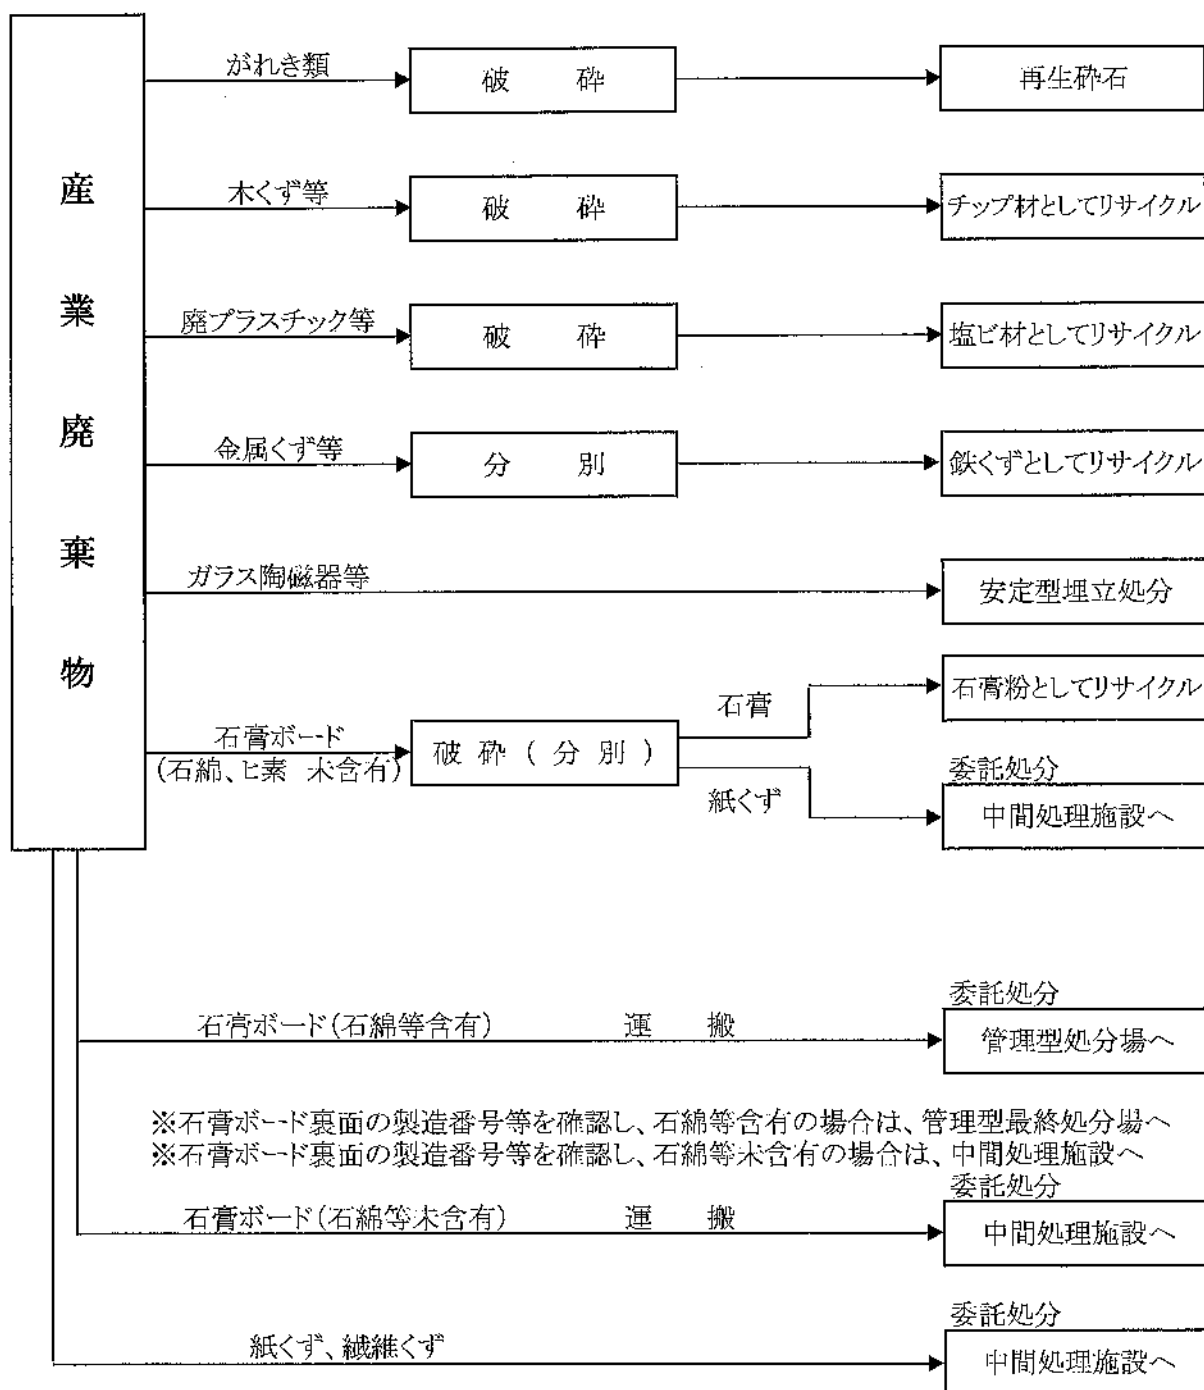 産業廃棄物
がれき類
破砕
再生砕石
木くず等
破砕
チップ材としてリサイクル
廃プラスチック等
破砕
塩ビ材としてリサイクル
金属くず等
分別
鉄くずとしてリサイクル
ガラス陶磁器等
安定型埋立処分
石膏ボード
(石綿、ヒ素 未含有)
破砕(分別)
石膏
石膏粉としてリサイクル
紙くず
委託処分
中間処理施設へ
石膏ボード(石綿等含有) 運搬
委託処分
管理型処分場へ
※石膏ボード裏面の製造番号等を確認し、石綿等含有の場合は、管理型最終処分場へ
※石膏ボード裏面の製造番号等を確認し、石綿等未含有の場合は、中間処理施設へ
石膏ボード(石綿等未含有) 運搬
委託処分
中間処理施設へ
紙くず、繊維くず
委託処分
中間処理施設へ